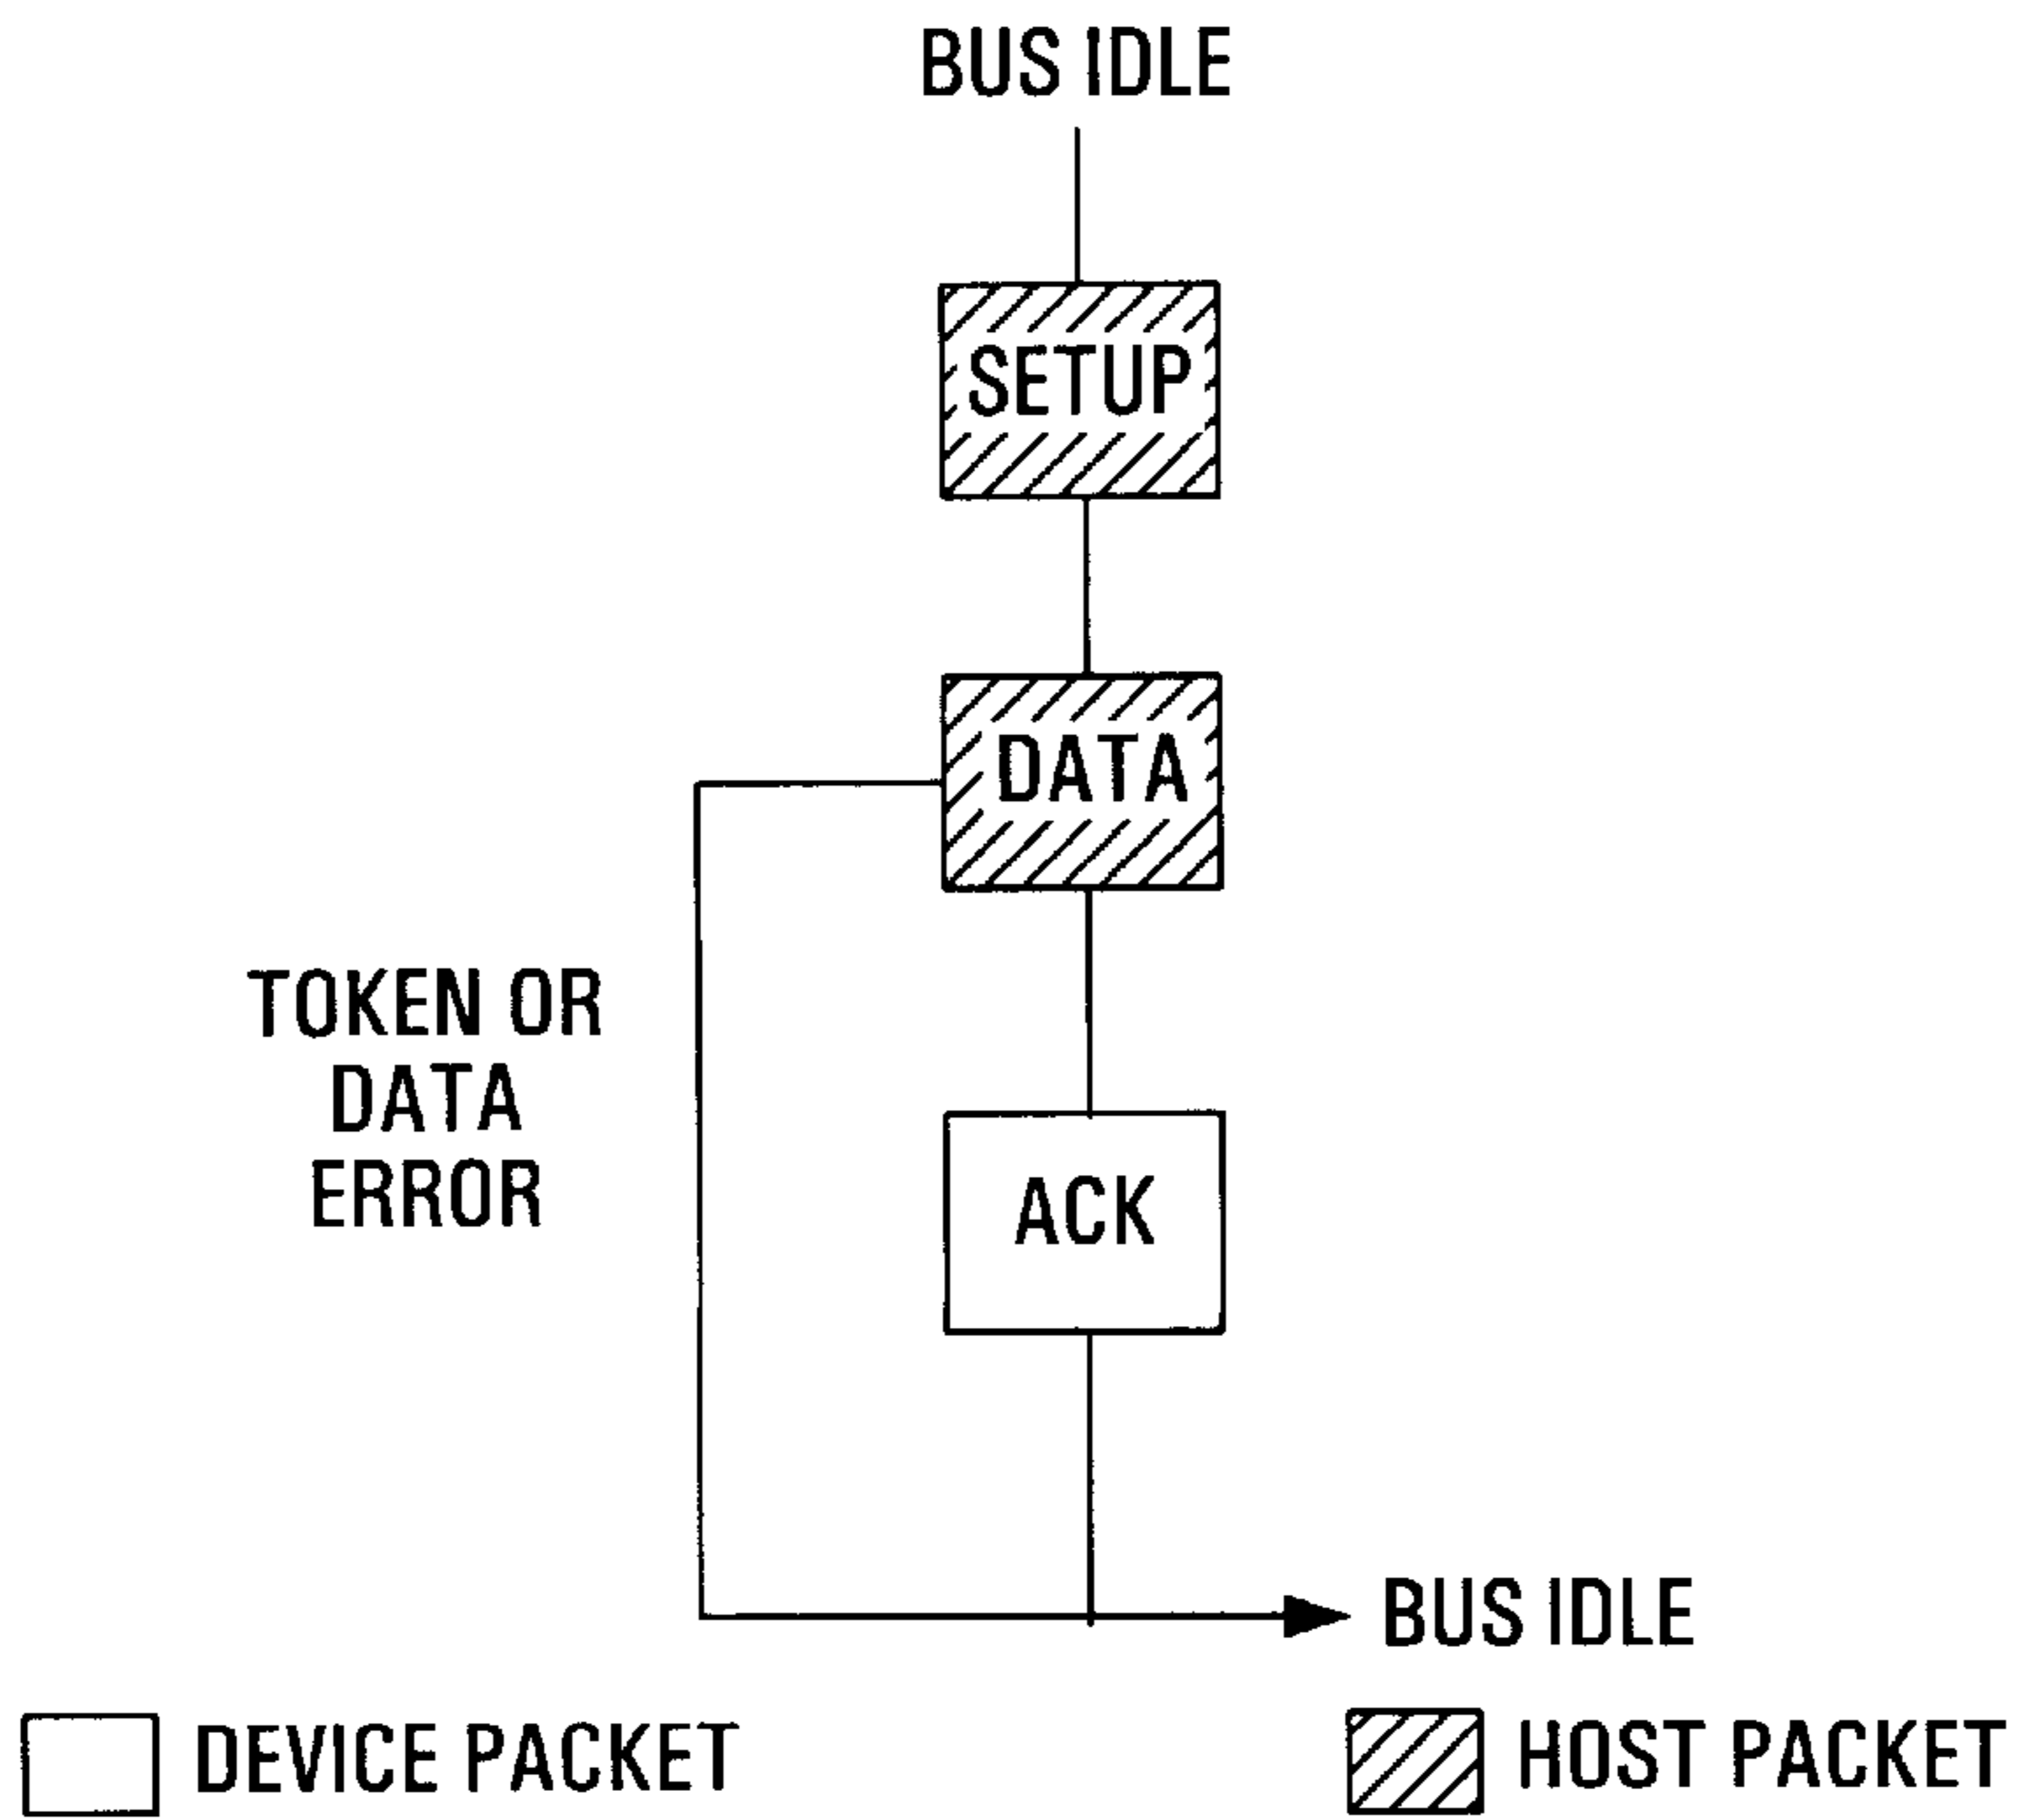 BUS IDLE
SETUP
DATA
TOKEN OR
DATA
ERROR
ACK
BUS IDLE
DEVICE PACKET
HOST PACKET